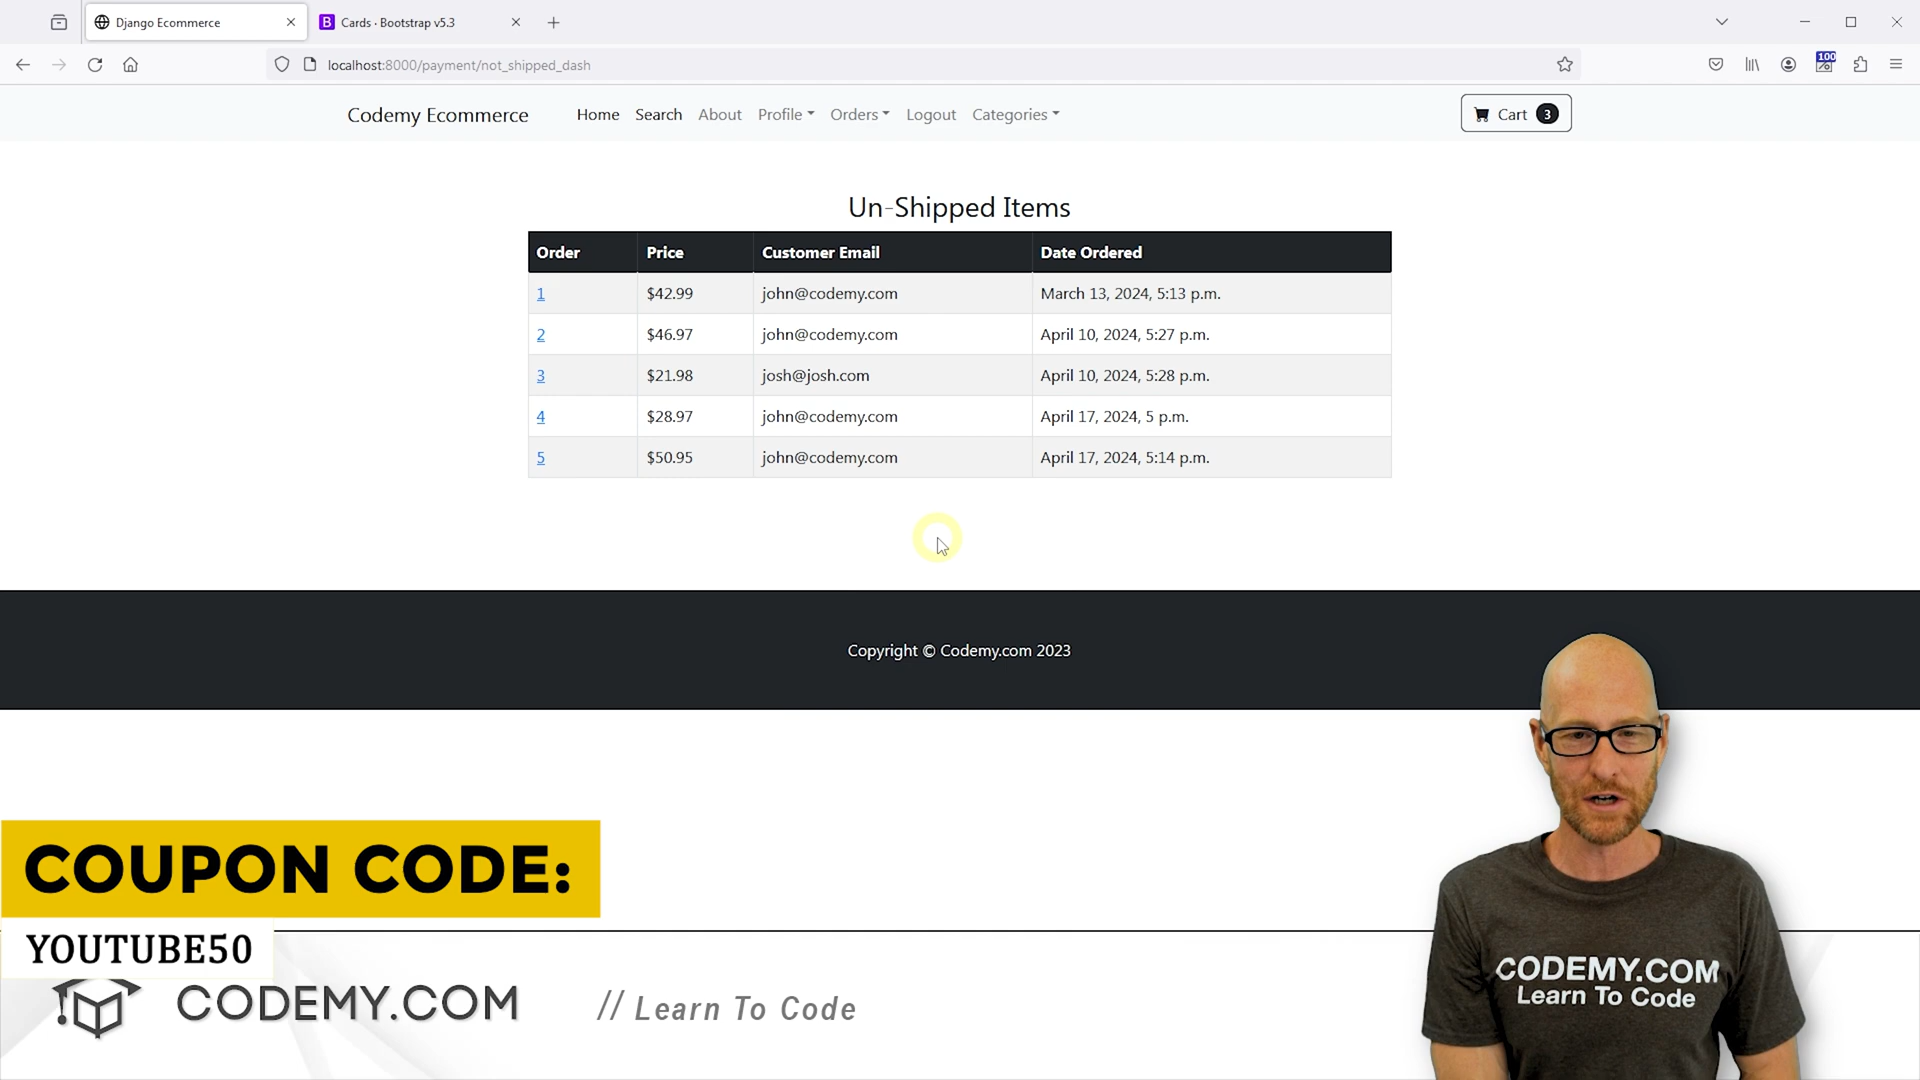 Django Ecommerce
Cards · Bootstrap v5.3
localhost:8000/payment/not_shipped_dash
100
Codemy Ecommerce Home Search About Profile Orders Logout Categories Cart 3
Un-Shipped Items
Order Price Customer Email Date Ordered
1 $42.99 john@codemy.com March 13, 2024, 5:13 p.m.
2 $46.97 john@codemy.com April 10, 2024, 5:27 p.m.
3 $21.98 josh@josh.com April 10, 2024, 5:28 p.m.
4 $28.97 john@codemy.com April 17, 2024, 5 p.m.
5 $50.95 john@codemy.com April 17, 2024, 5:14 p.m.
Copyright © Codemy.com 2023
COUPON CODE:
YOUTUBE50
CODEMY.COM // Learn To Code
CODEMY.COM
Learn To Code